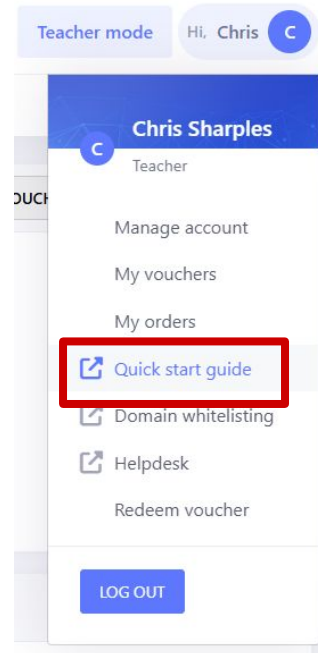 Teacher mode
Hi, Chris C
Chris Sharples
C
Teacher
OUCH
Manage account
My vouchers
My orders
Quick start guide
Domain whitelisting
Helpdesk
Redeem voucher
LOG OUT